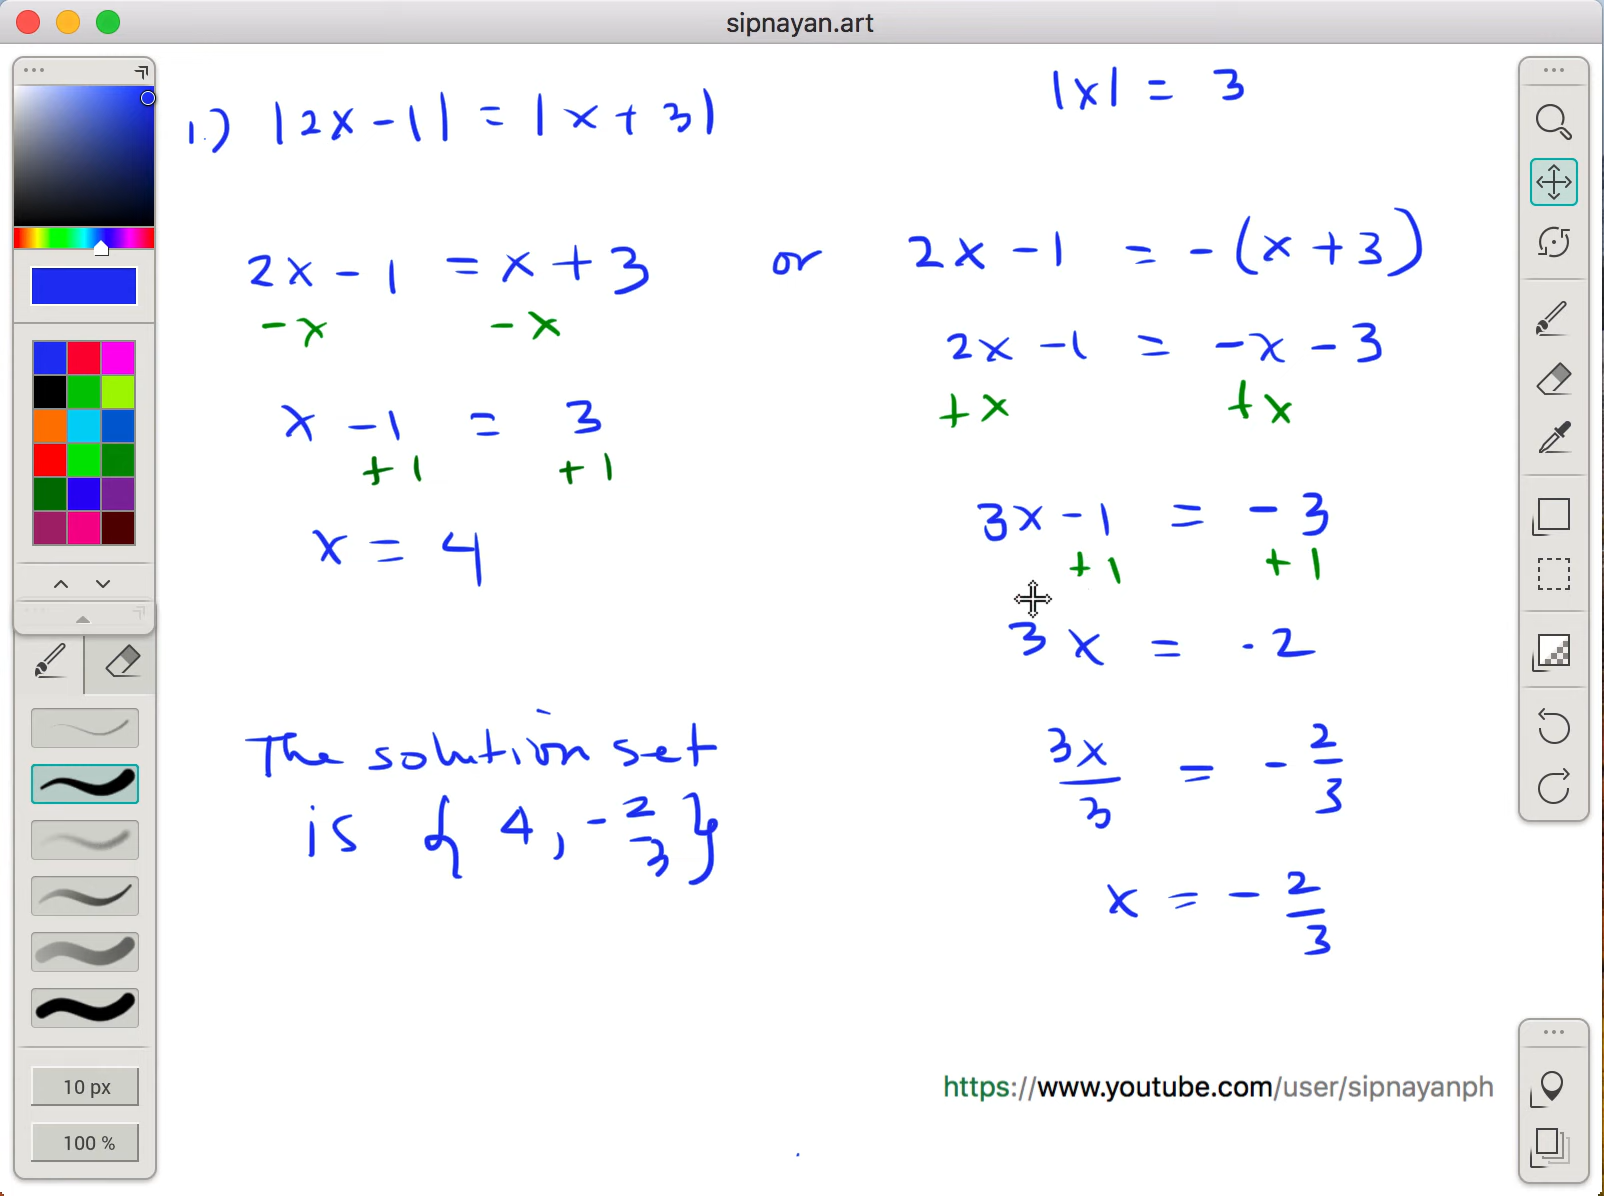 sipnayan.art
|x| = 3
1.) |2x - 1| = |x + 3|
2x - 1 = x + 3 or 2x - 1 = - (x + 3)
- x - x
2x - 1 = - x - 3
+ x + x
x - 1 = 3
+ 1 + 1
3x - 1 = - 3
+ 1 + 1
x = 4
3x = - 2
3x/3 = - 2/3
The solution set
is { 4, - 2/3 }
x = - 2/3
10 px
100 %
https://www.youtube.com/user/sipnayanph